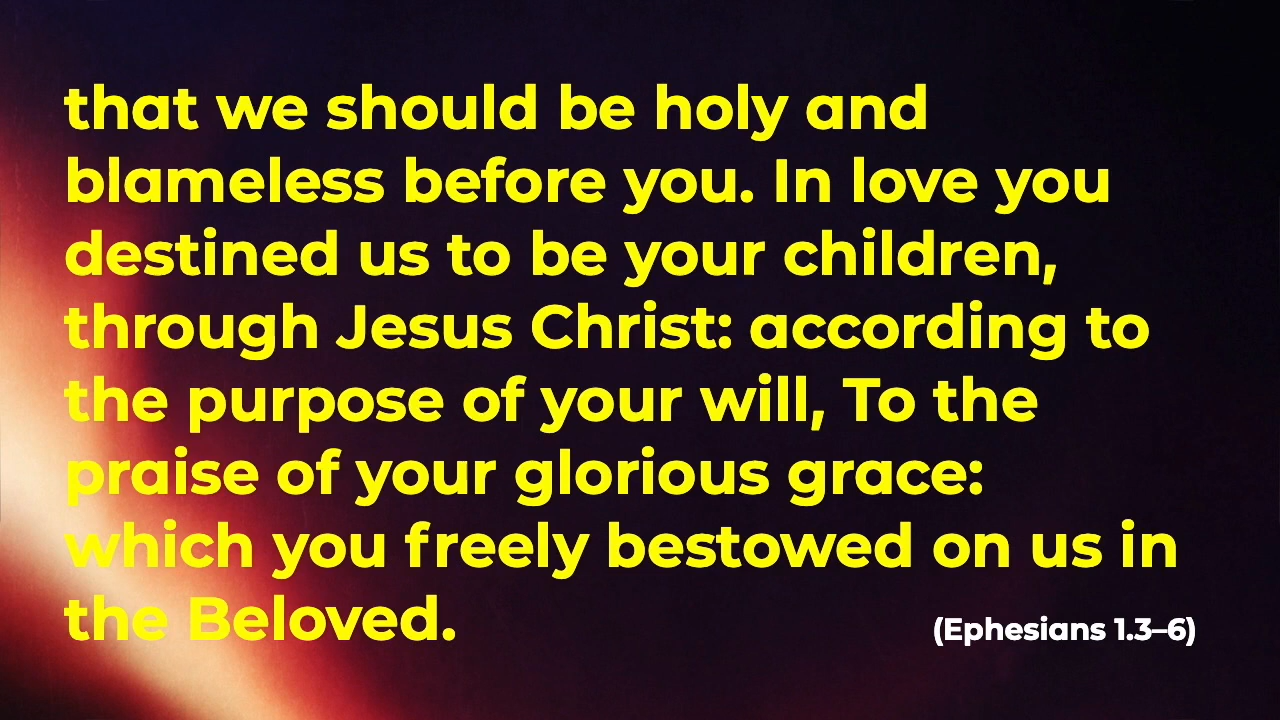 that we should be holy and
blameless before you. In love you
destined us to be your children,
through Jesus Christ: according to
the purpose of your will, To the
praise of your glorious grace:
which you freely bestowed on us in
the Beloved.
(Ephesians 1.3–6)